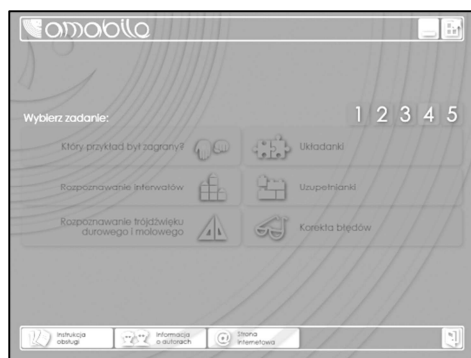 amabile
Wybierz zadanie:
1 2 3 4 5
Który przykład był zagrany?
Układanki
Rozpoznawanie interwałów
Uzupełnianki
Rozpoznawanie trójdźwięku
durowego i molowego
Korekta błędów
Instrukcja
obsługi
Informacja
o autorach
@
Strona
internetowa